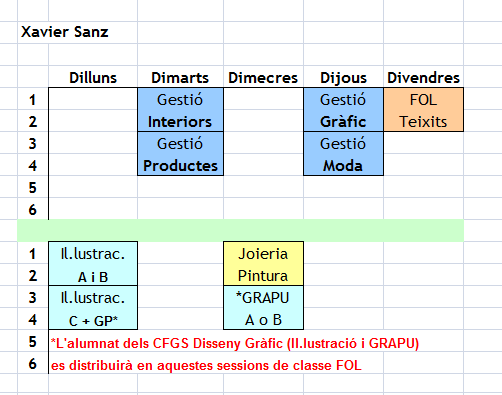 Xavier Sanz
Dilluns Dimarts Dimecres Dijous Divendres
1 Gestió Gestió FOL
2 Interiors Gràfic Teixits
3 Gestió Gestió
4 Productes Moda
5
6
1 Il.lustrac. Joieria
2 A i B Pintura
3 Il.lustrac. *GRAPU
4 C + GP* A o B
5 *L'alumnat dels CFGS Disseny Gràfic (Il.lustració i GRAPU)
6 es distribuirà en aquestes sessions de classe FOL